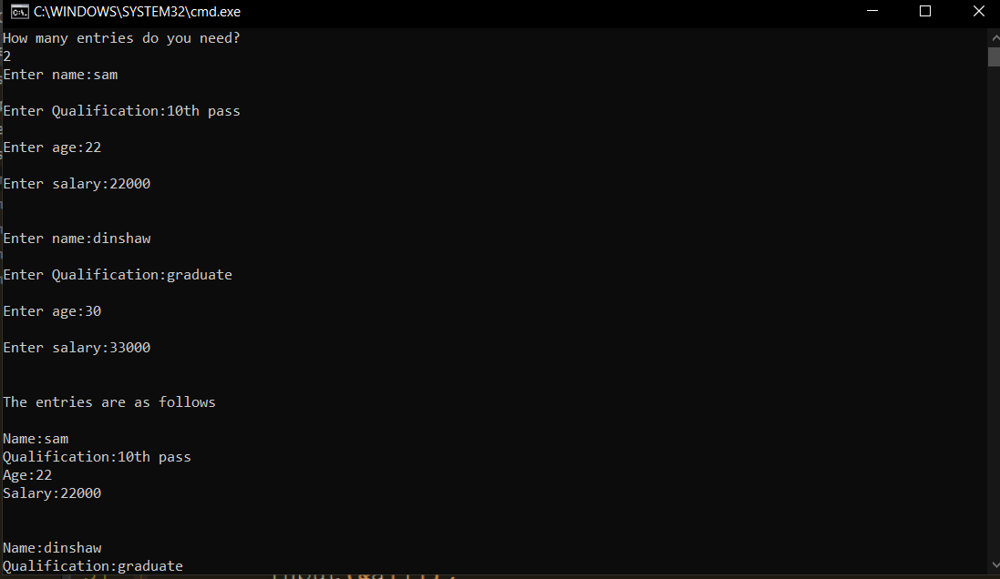 C:\WINDOWS\SYSTEM32\cmd.exe
How many entries do you need?
2
Enter name:sam
Enter Qualification:10th pass
Enter age:22
Enter salary:22000
Enter name:dinshaw
Enter Qualification:graduate
Enter age:30
Enter salary:33000
The entries are as follows
Name:sam
Qualification:10th pass
Age:22
Salary:22000
Name:dinshaw
Qualification:graduate